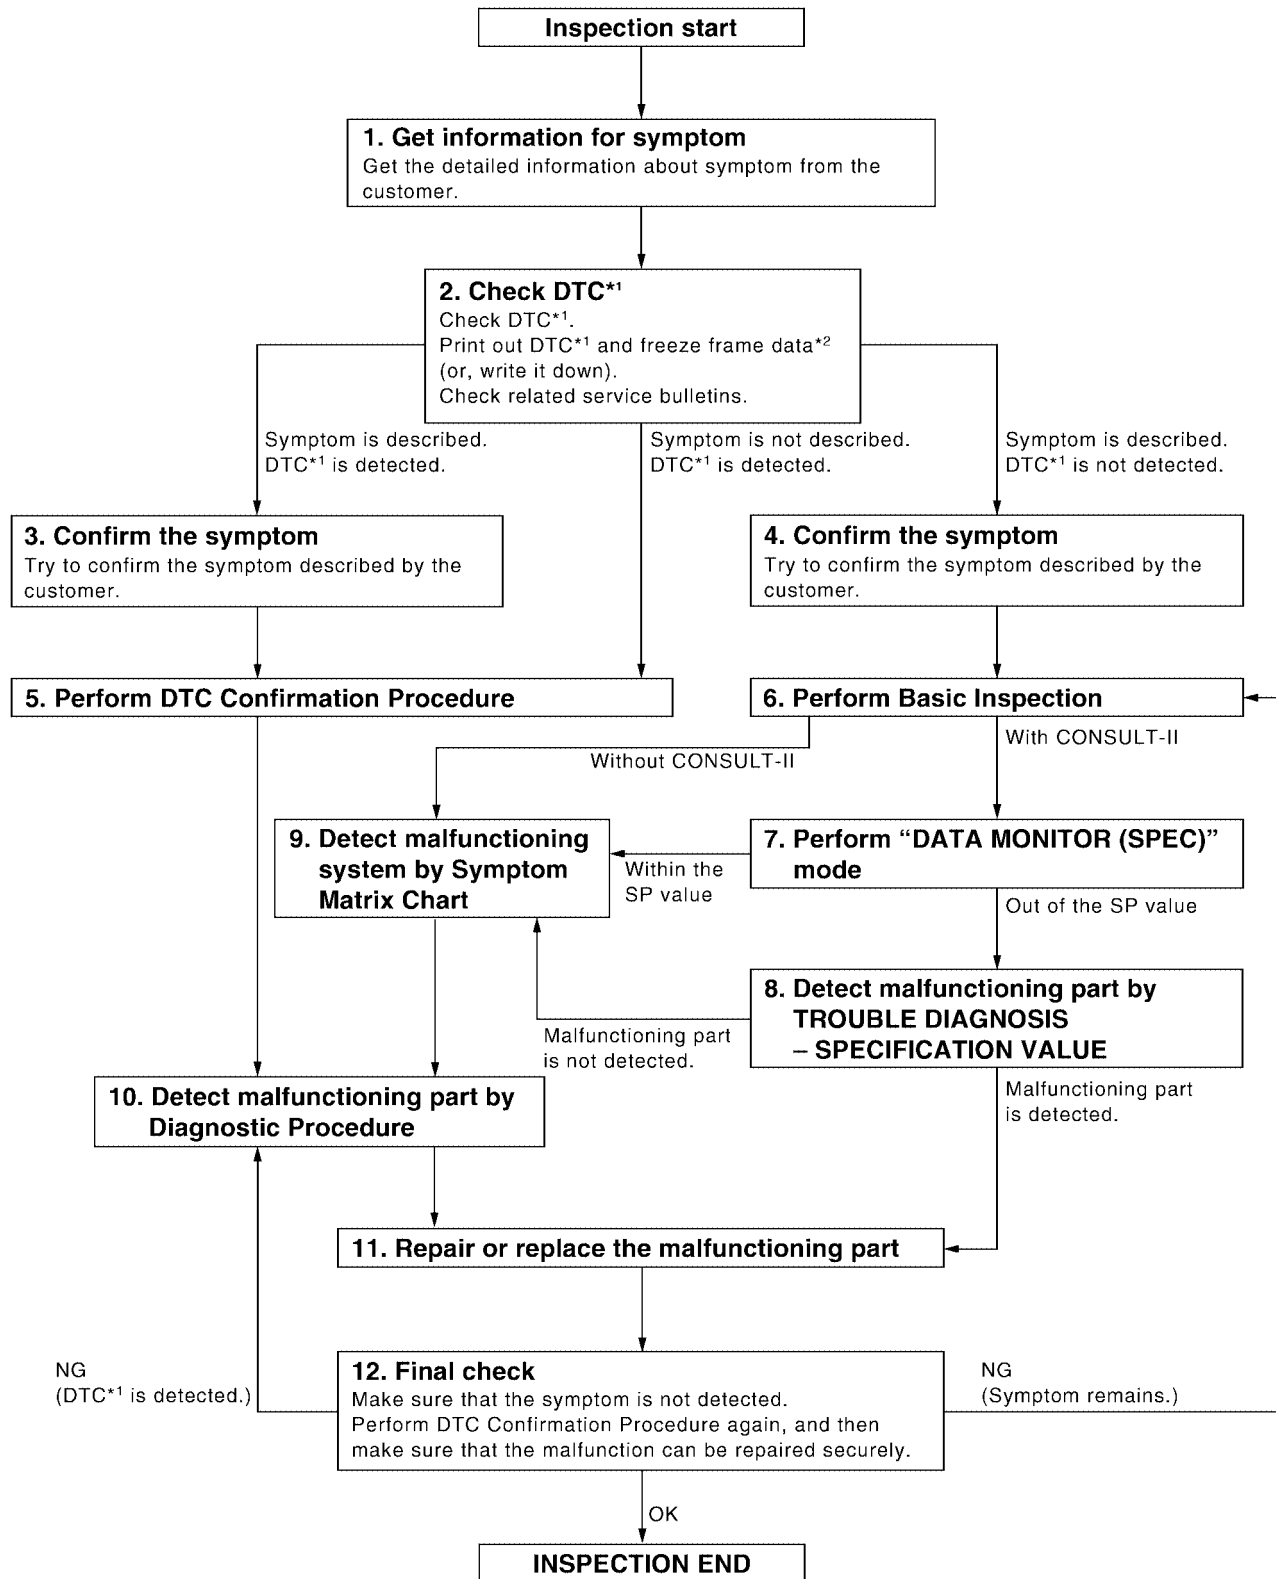 Inspection start
1. Get information for symptom
Get the detailed information about symptom from the
customer.
2. Check DTC*1
Check DTC*1.
Print out DTC*1 and freeze frame data*2
(or, write it down).
Check related service bulletins.
Symptom is described.
DTC*1 is detected.
Symptom is not described.
DTC*1 is detected.
Symptom is described.
DTC*1 is not detected.
3. Confirm the symptom
Try to confirm the symptom described by the
customer.
4. Confirm the symptom
Try to confirm the symptom described by the
customer.
5. Perform DTC Confirmation Procedure
6. Perform Basic Inspection
Without CONSULT-II
With CONSULT-II
9. Detect malfunctioning
system by Symptom
Matrix Chart
Within the
SP value
7. Perform “DATA MONITOR (SPEC)”
mode
Out of the SP value
8. Detect malfunctioning part by
TROUBLE DIAGNOSIS
– SPECIFICATION VALUE
Malfunctioning part
is not detected.
Malfunctioning part
is detected.
10. Detect malfunctioning part by
Diagnostic Procedure
11. Repair or replace the malfunctioning part
NG
(DTC*1 is detected.)
12. Final check
Make sure that the symptom is not detected.
Perform DTC Confirmation Procedure again, and then
make sure that the malfunction can be repaired securely.
NG
(Symptom remains.)
OK
INSPECTION END